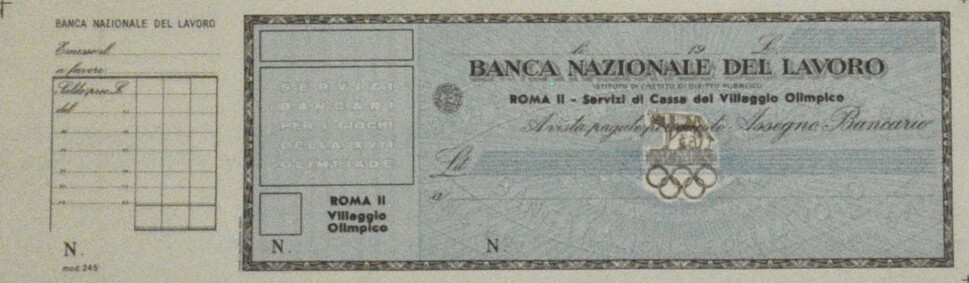 BANCA NAZIONALE DEL LAVORO
Emesso il
a favore
Saldo prec. L.
del
N.
mod. 245
SERVIZI
BANCARI
PER I GIOCHI
DELLA XVII
OLIMPIADE
ROMA II
Villaggio
Olimpico
N.
li 19 L.
BANCA NAZIONALE DEL LAVORO
ISTITUTO DI CREDITO DI DIRITTO PUBBLICO
ROMA II - Servizi di Cassa del Villaggio Olimpico
A vista pagate per questo Assegno Bancario
Lit.
a
N